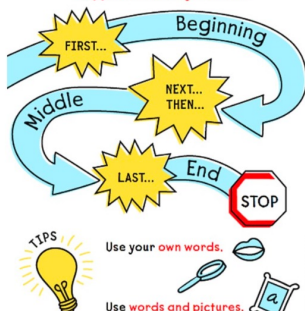 Beginning
FIRST...
NEXT...
THEN...
Middle
LAST...
End
STOP
TIPS
Use your own words.
Use words and pictures.
a